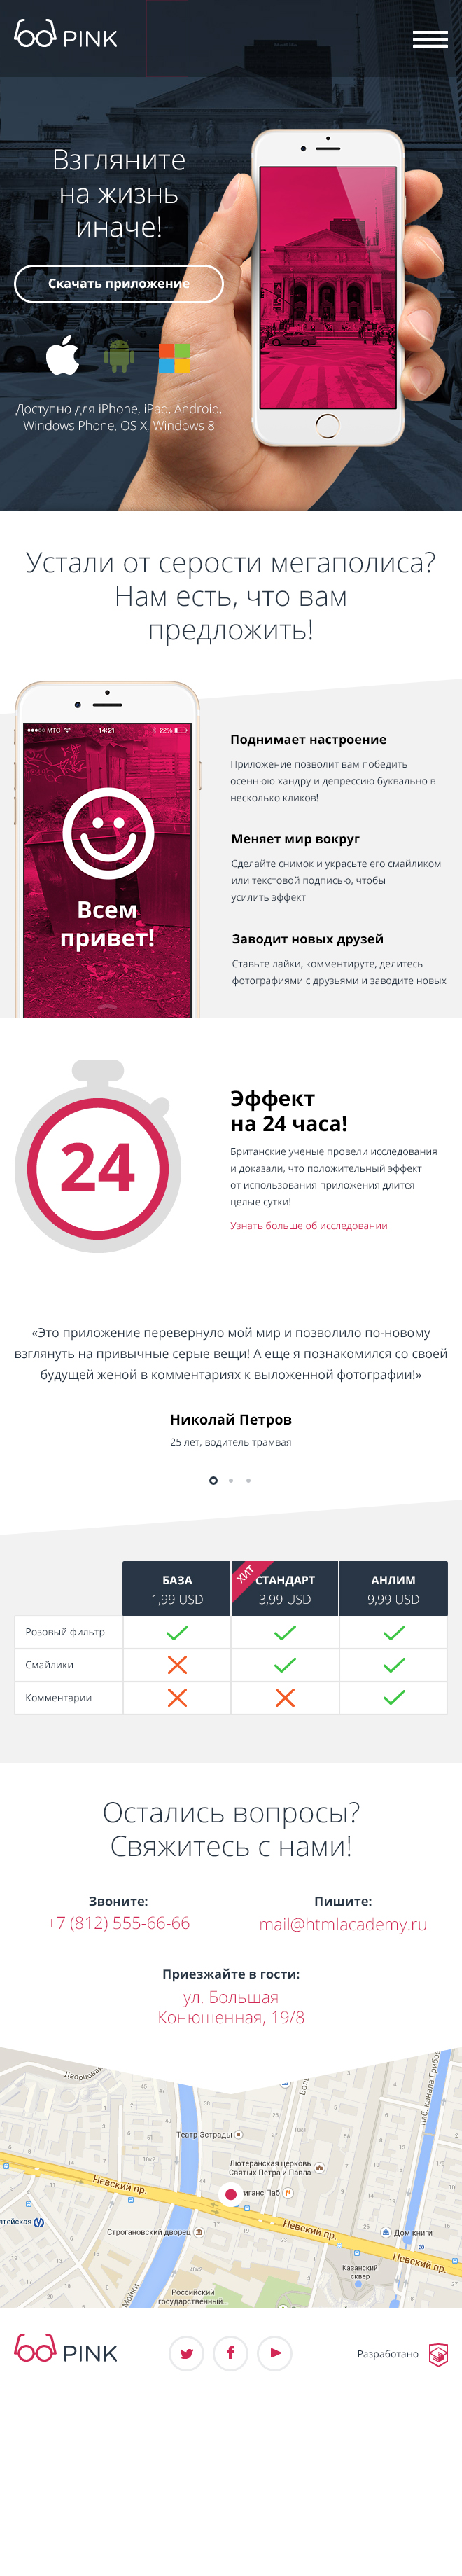 PINK
Взгляните
на жизнь
иначе!
Скачать приложение
Доступно для iPhone, iPad, Android,
Windows Phone, OS X, Windows 8
Устали от серости мегаполиса?
Нам есть, что вам
предложить!
МТС 14:21 22%
Всем
привет!
Поднимает настроение
Приложение позволит вам победить
осеннюю хандру и депрессию буквально в
несколько кликов!
Меняет мир вокруг
Сделайте снимок и украсьте его смайликом
или текстовой подписью, чтобы
усилить эффект
Заводит новых друзей
Ставьте лайки, комментируте, делитесь
фотографиями с друзьями и заводите новых
24
Эффект
на 24 часа!
Британские ученые провели исследования
и доказали, что положительный эффект
от использования приложения длится
целые сутки!
Узнать больше об исследовании
«Это приложение перевернуло мой мир и позволило по-новому
взглянуть на привычные серые вещи! А еще я познакомился со своей
будущей женой в комментариях к выложенной фотографии!»
Николай Петров
25 лет, водитель трамвая
БАЗА ХИТ СТАНДАРТ АНЛИМ
1,99 USD 3,99 USD 9,99 USD
Розовый фильтр
Смайлики
Комментарии
Остались вопросы?
Свяжитесь с нами!
Звоните: Пишите:
+7 (812) 555-66-66 mail@htmlacademy.ru
Приезжайте в гости:
ул. Большая
Конюшенная, 19/8
Дворцовая
наб. канала Грибо
Театр Эстрады
Лютеранская церковь
Святых Петра и Павла
Невский пр.
иганс Паб
лтейская
Строгановский дворец
Невский пр.
Дом книги
Невский пр.
Казанский
сквер
Мойки
Российский
государственный...
PINK
Разработано